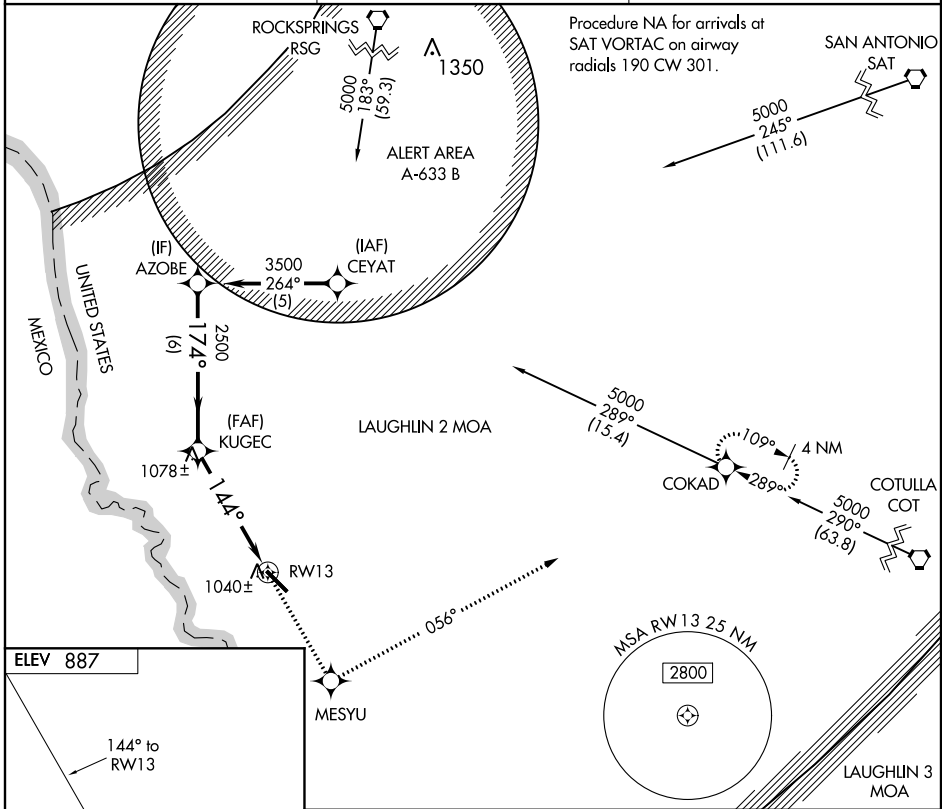 ROCKSPRINGS
RSG
1350
5000
183°
(59.3)
Procedure NA for arrivals at
SAT VORTAC on airway
radials 190 CW 301.
SAN ANTONIO
SAT
5000
245°
(111.6)
ALERT AREA
A-633 B
(IF)
AZOBE
3500
264°
(5)
(IAF)
CEYAT
UNITED STATES
MEXICO
2500
174°
(6)
(FAF)
KUGEC
1078±
LAUGHLIN 2 MOA
5000
289°
(15.4)
109°
4 NM
289°
COKAD
5000
290°
(63.8)
COTULLA
COT
144°
1040±
RW13
056°
MESYU
MSA RW13 25 NM
2800
LAUGHLIN 3
MOA
ELEV 887
144° to
RW13